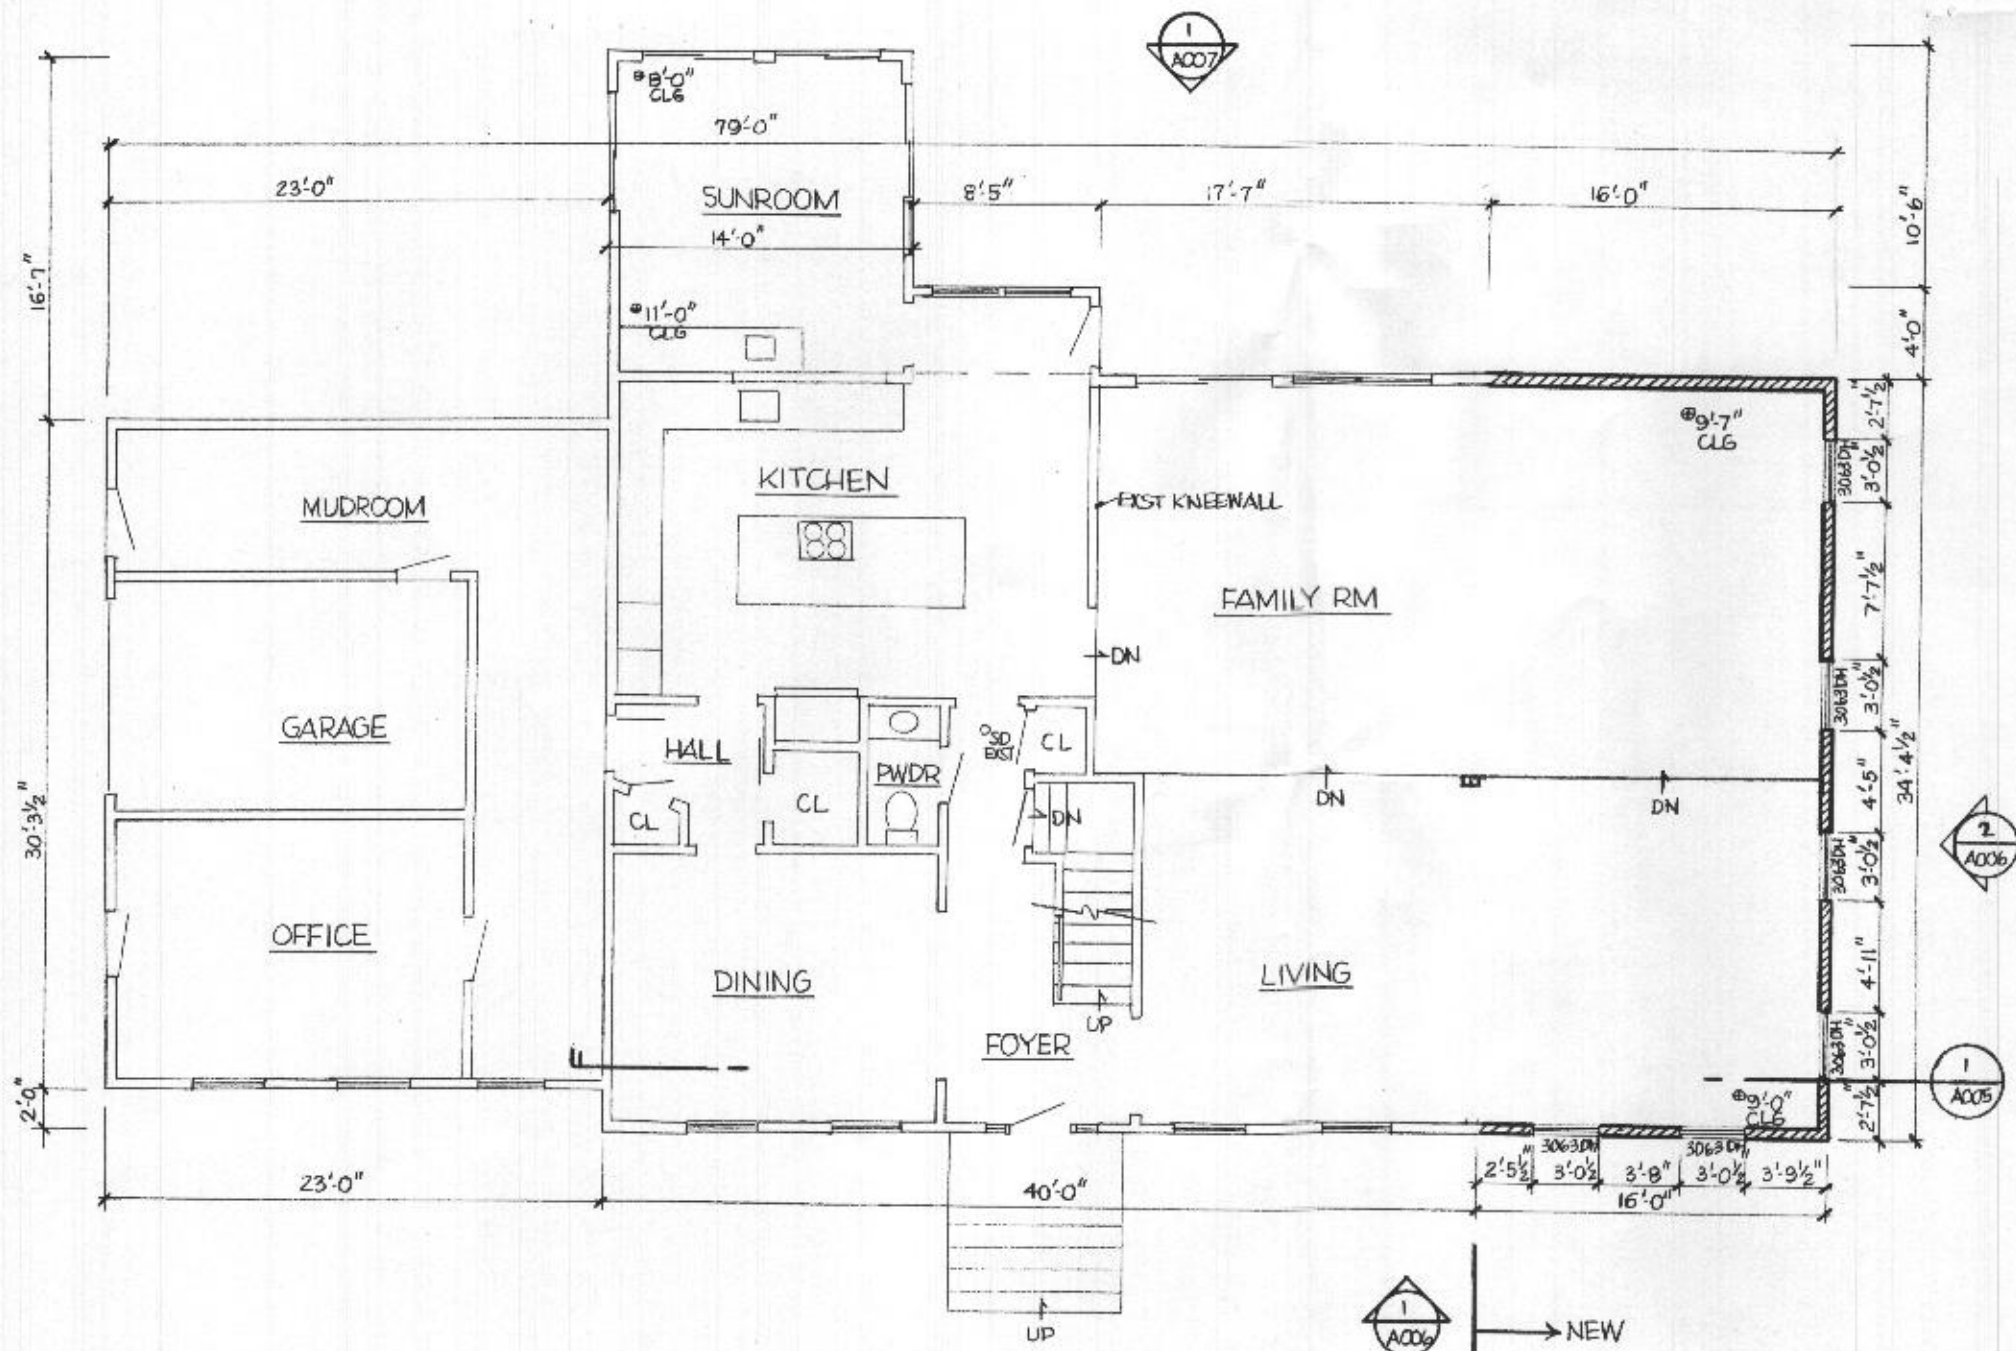 1
A007
8'-0"
CLG
79'-0"
23'-0"
SUNROOM
8'-5"
17'-7"
16'-0"
14'-0"
10'-6"
16'-7"
11'-0"
CLG
4'-0"
9'-7"
CLG
2'-7½"
3063DH
3'-0½"
KITCHEN
MUDROOM
EXIST KNEEWALL
7'-7½"
FAMILY RM
DN
3063DH
3'-0½"
GARAGE
HALL
SD
EXIST
CL
PWDR
34'-4½"
DN
DN
4'-5"
CL
CL
DN
30'-3½"
3063DH
3'-0½"
2
A006
OFFICE
DINING
LIVING
4'-11"
UP
FOYER
3063DH
3'-0½"
1
A005
2'-0"
9'-0"
CLG
2'-7½"
3063DH
3063DH
2'-5½"
3'-0½"
3'-8"
3'-0½"
3'-9½"
23'-0"
40'-0"
16'-0"
UP
1
A006
NEW